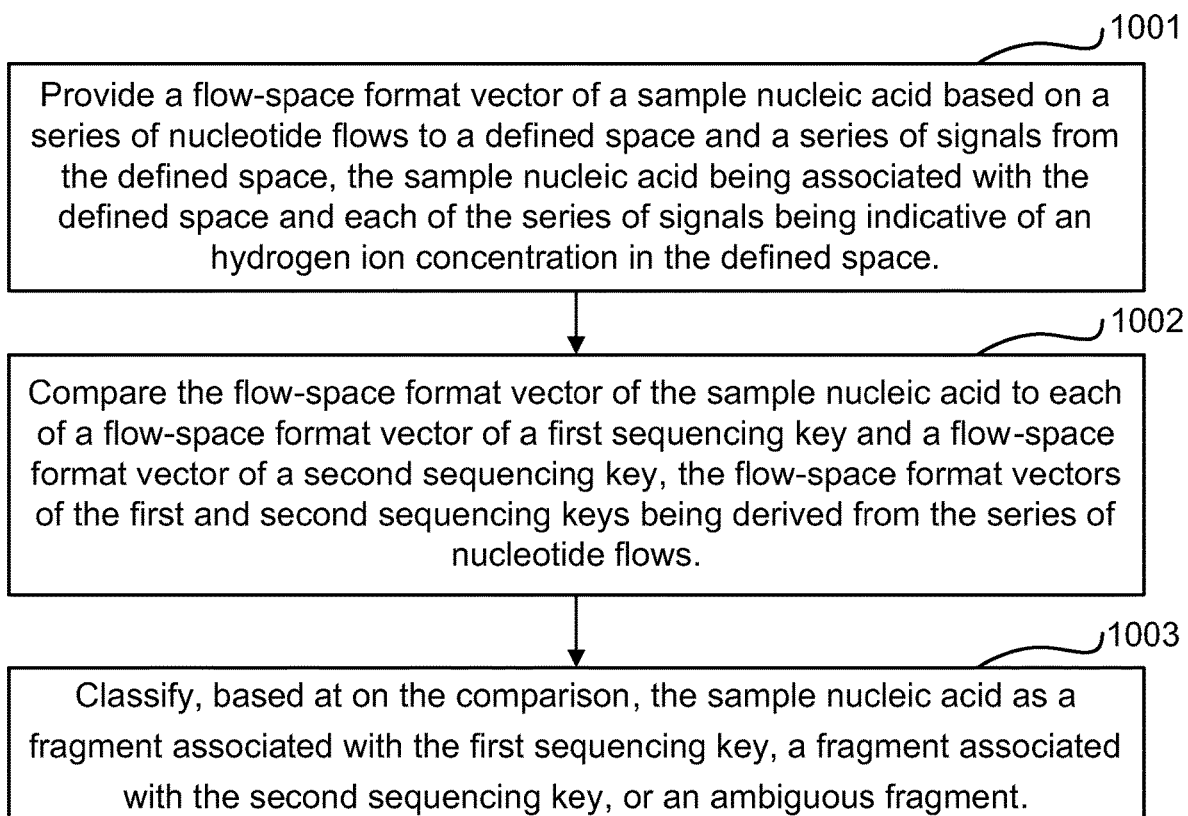 1001
Provide a flow-space format vector of a sample nucleic acid based on a
series of nucleotide flows to a defined space and a series of signals from
the defined space, the sample nucleic acid being associated with the
defined space and each of the series of signals being indicative of an
hydrogen ion concentration in the defined space.
1002
Compare the flow-space format vector of the sample nucleic acid to each
of a flow-space format vector of a first sequencing key and a flow-space
format vector of a second sequencing key, the flow-space format vectors
of the first and second sequencing keys being derived from the series of
nucleotide flows.
1003
Classify, based at on the comparison, the sample nucleic acid as a
fragment associated with the first sequencing key, a fragment associated
with the second sequencing key, or an ambiguous fragment.